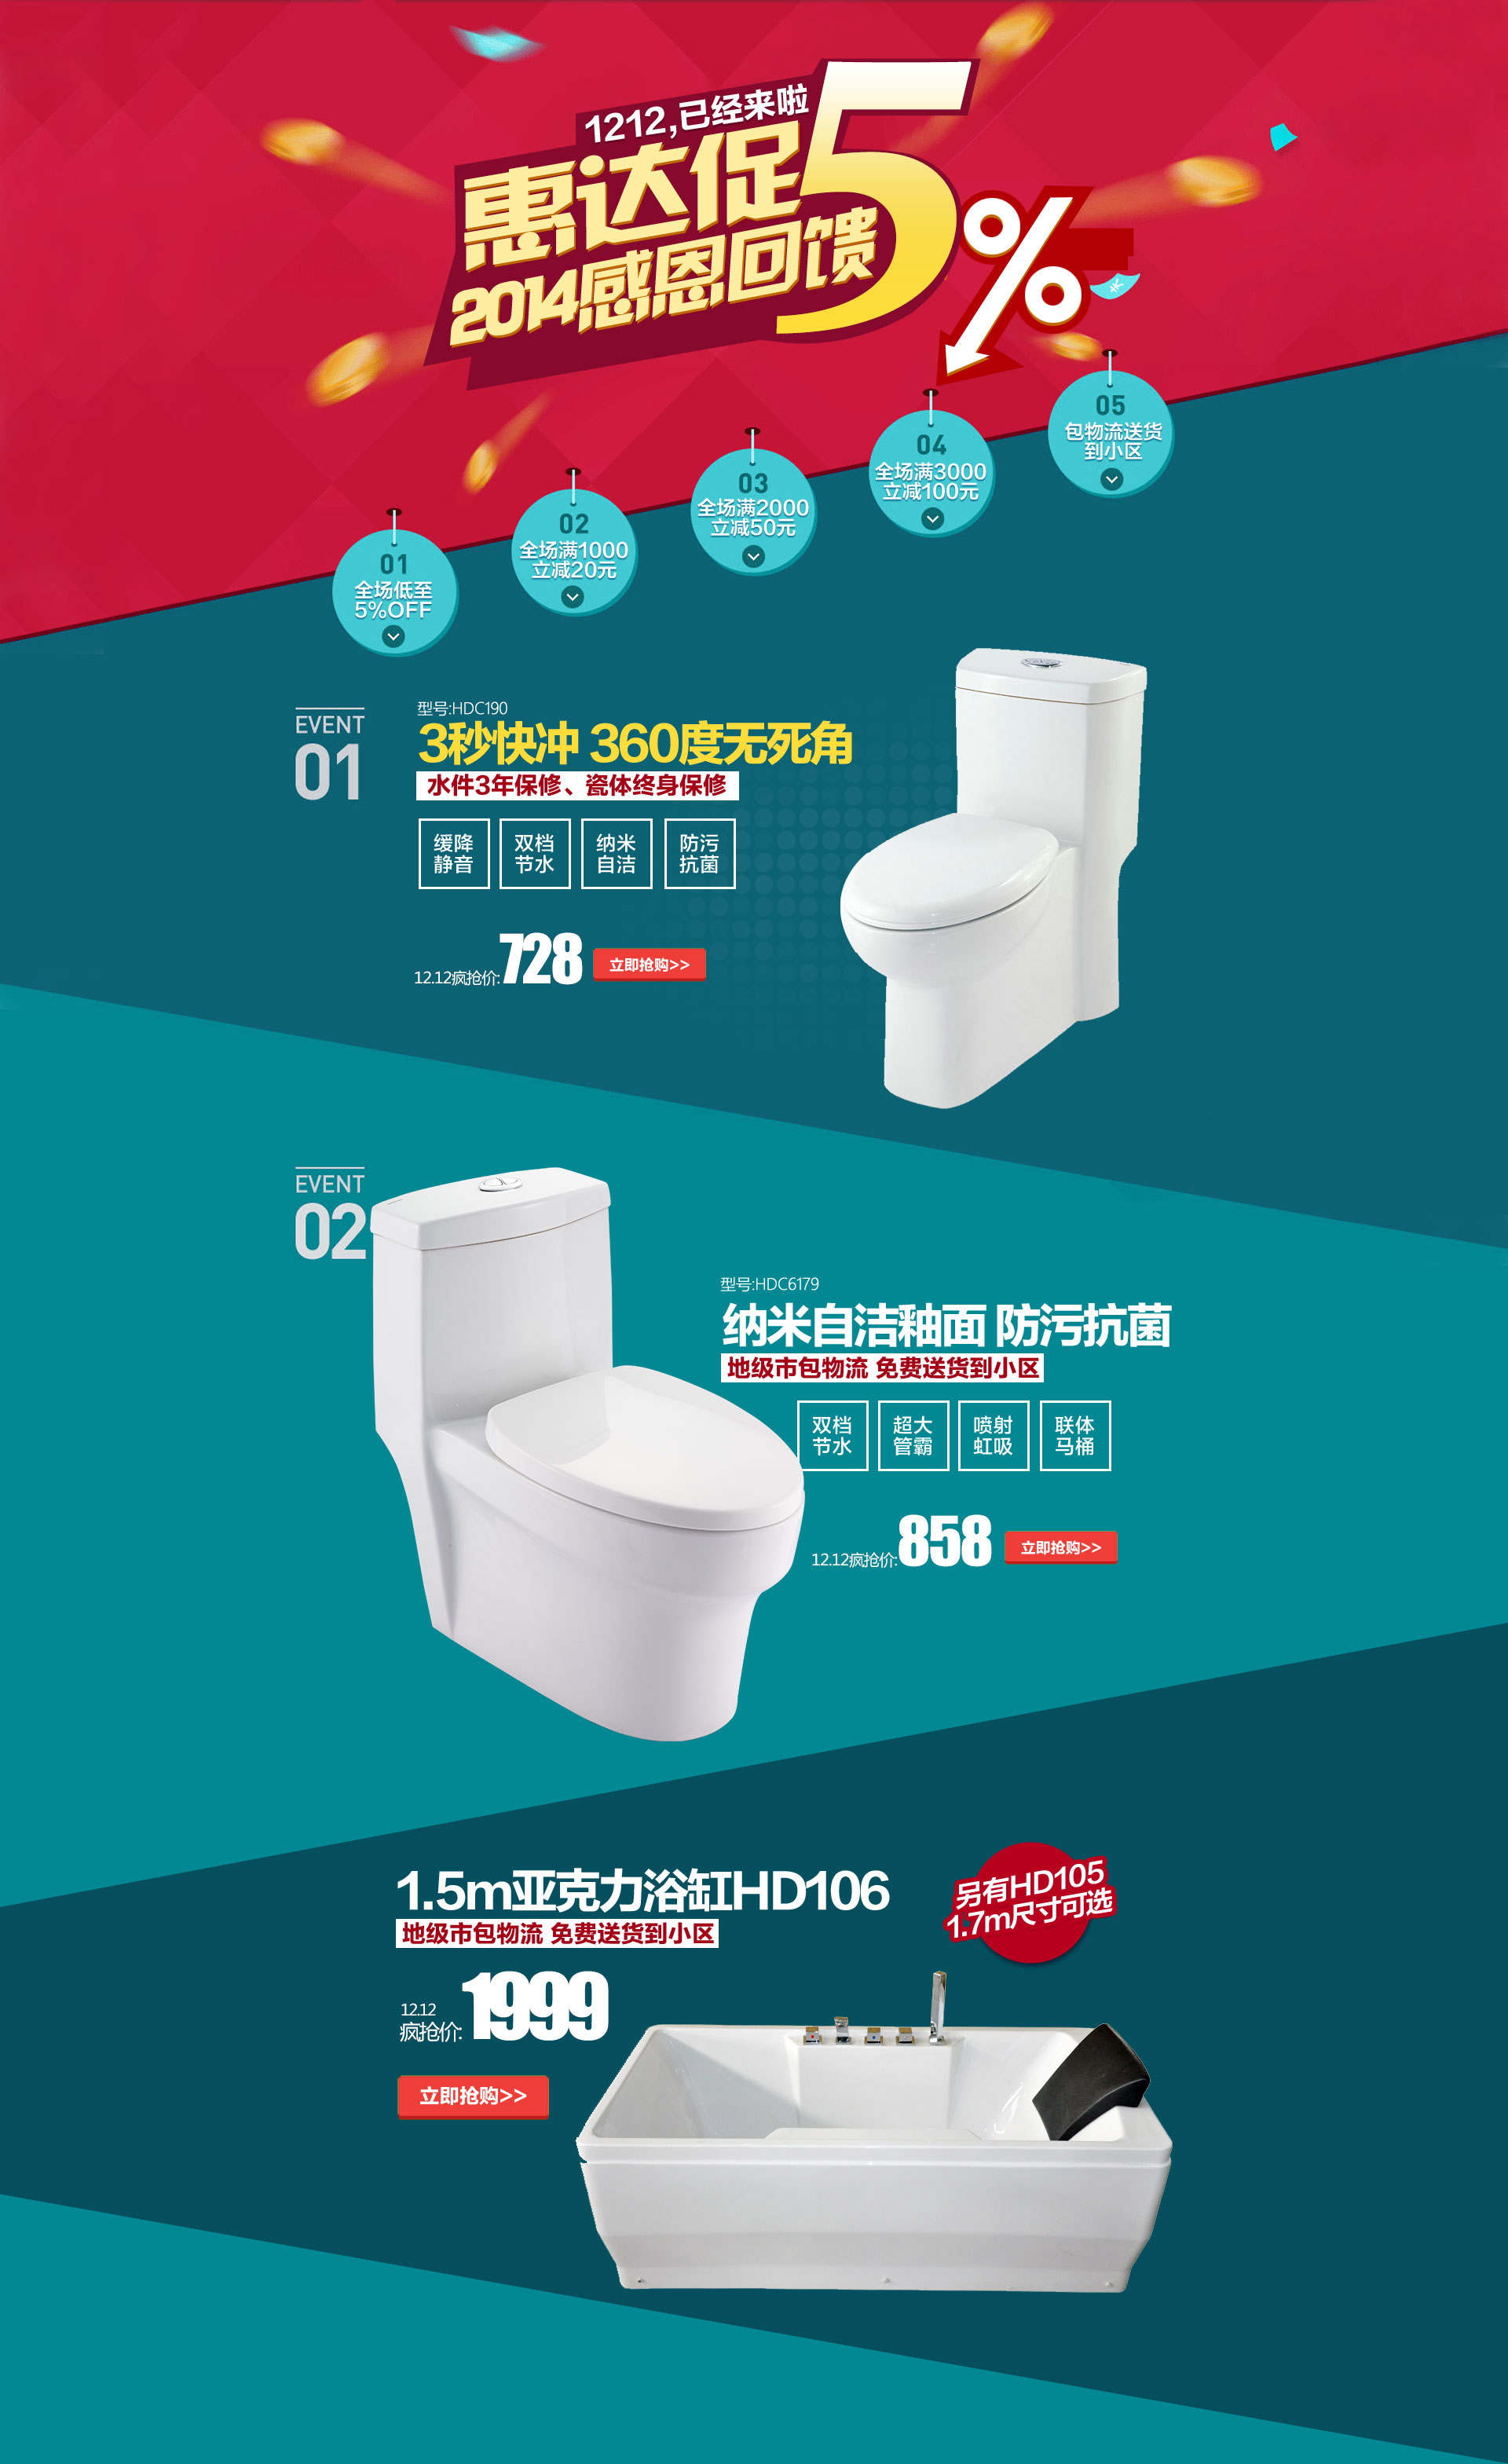 1212,已经来啦
惠达促5%
2014感恩回馈
01
全场低至
5%OFF
02
全场满1000
立减20元
03
全场满2000
立减50元
04
全场满3000
立减100元
05
包物流送货
到小区
EVENT
01
型号:HDC190
3秒快冲 360度无死角
水件3年保修、瓷体终身保修
缓降
静音
双档
节水
纳米
自洁
防污
抗菌
12.12疯抢价:728
立即抢购>>
EVENT
02
型号:HDC6179
纳米自洁釉面 防污抗菌
地级市包物流 免费送货到小区
双档
节水
超大
管霸
喷射
虹吸
联体
马桶
12.12疯抢价:858
立即抢购>>
1.5m亚克力浴缸HD106
地级市包物流 免费送货到小区
另有HD105
1.7m尺寸可选
12.12
疯抢价:1999
立即抢购>>